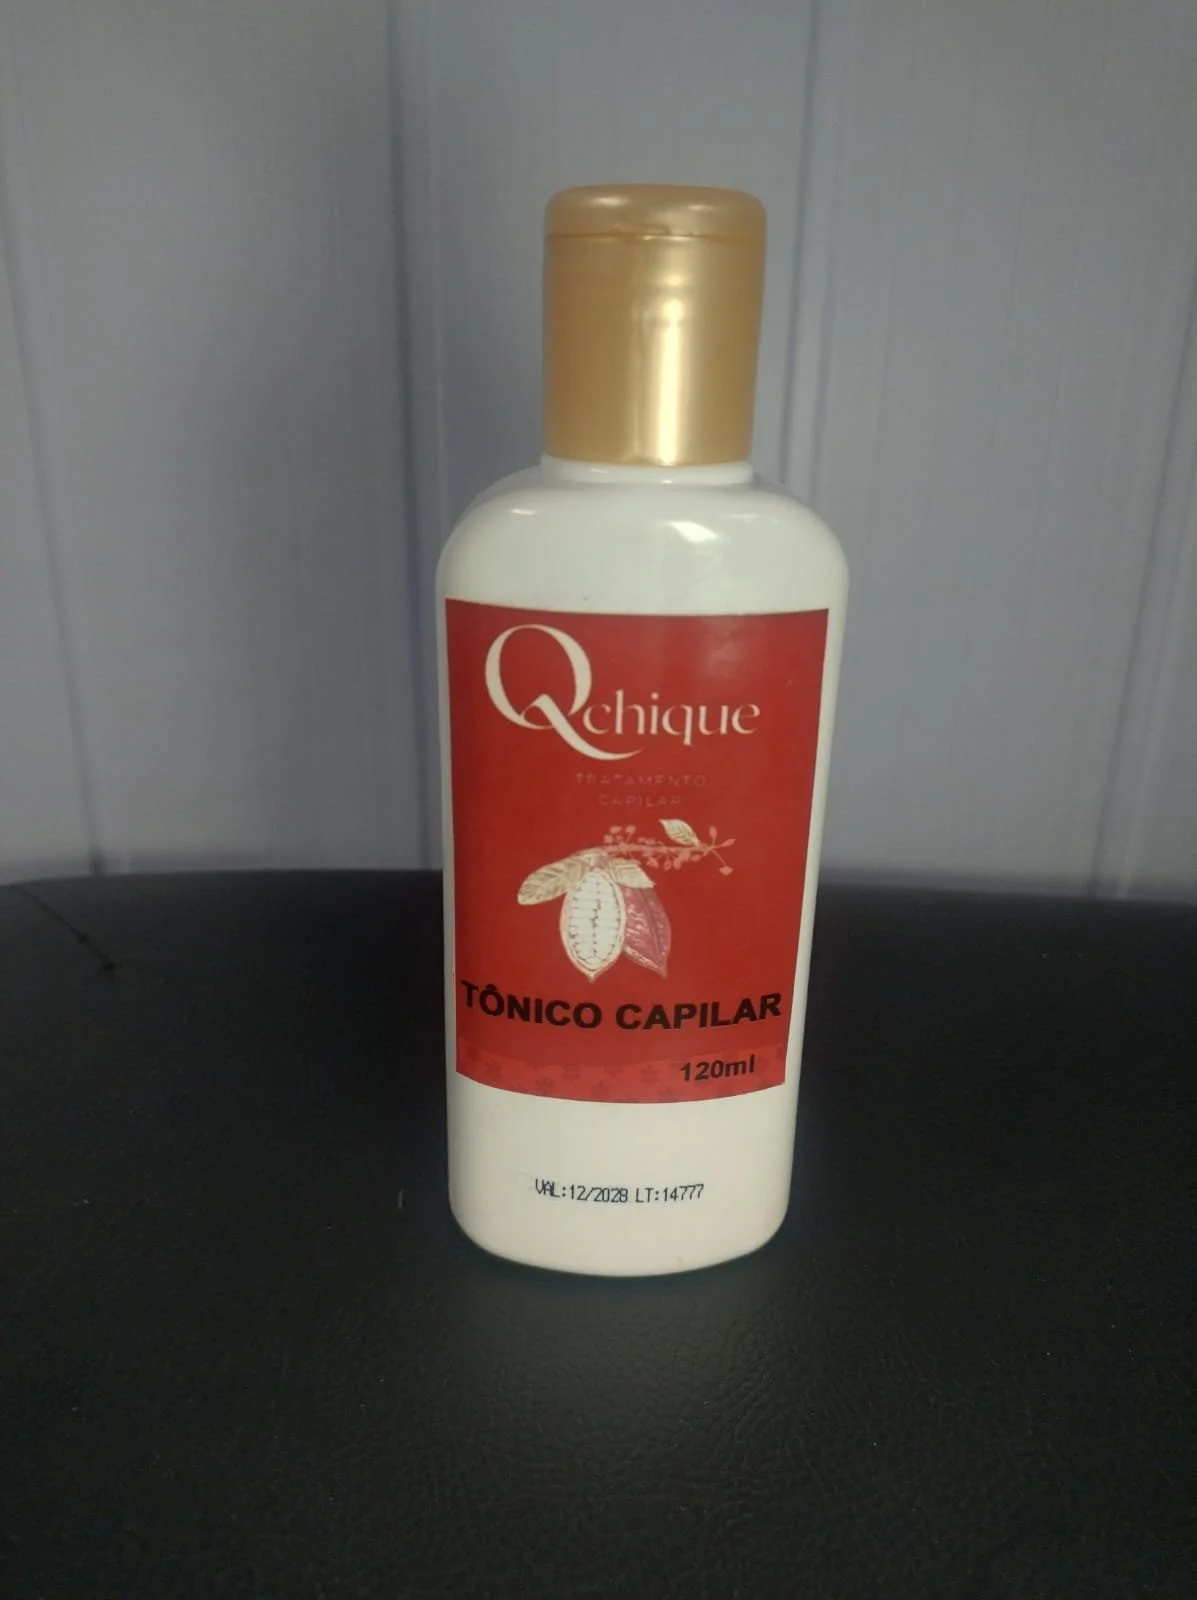 Qchique
TRATAMENTO
CAPILAR
TÔNICO CAPILAR
120ml
VAL:12/2028 LT:14777